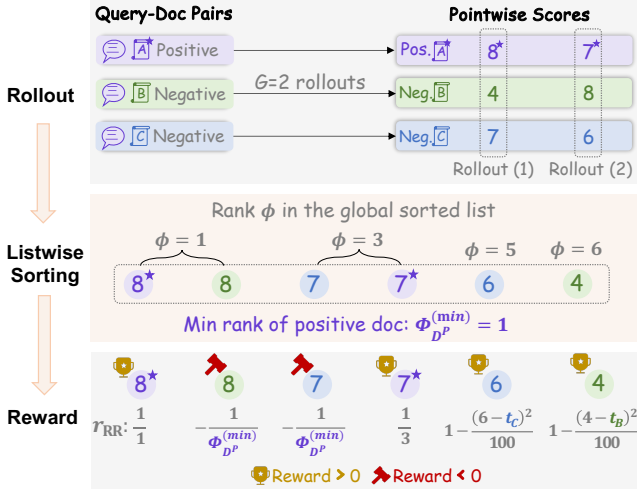 Query-Doc Pairs
Pointwise Scores
A Positive
Pos. A 8 7
Rollout
G=2 rollouts
B Negative
Neg. B 4 8
C Negative
Neg. C 7 6
Rollout (1) Rollout (2)
Rank ϕ in the global sorted list
Listwise Sorting
ϕ = 1 ϕ = 3 ϕ = 5 ϕ = 6
8★ 8 7 7★ 6 4
Min rank of positive doc: Φ_{D^P}^{(min)} = 1
Reward
8★ 8 7 7★ 6 4
r_RR: 1/1 −1/Φ_{D^P}^{(min)} −1/Φ_{D^P}^{(min)} 1/3 1−(6−t_C)²/100 1−(4−t_B)²/100
Reward > 0 Reward < 0